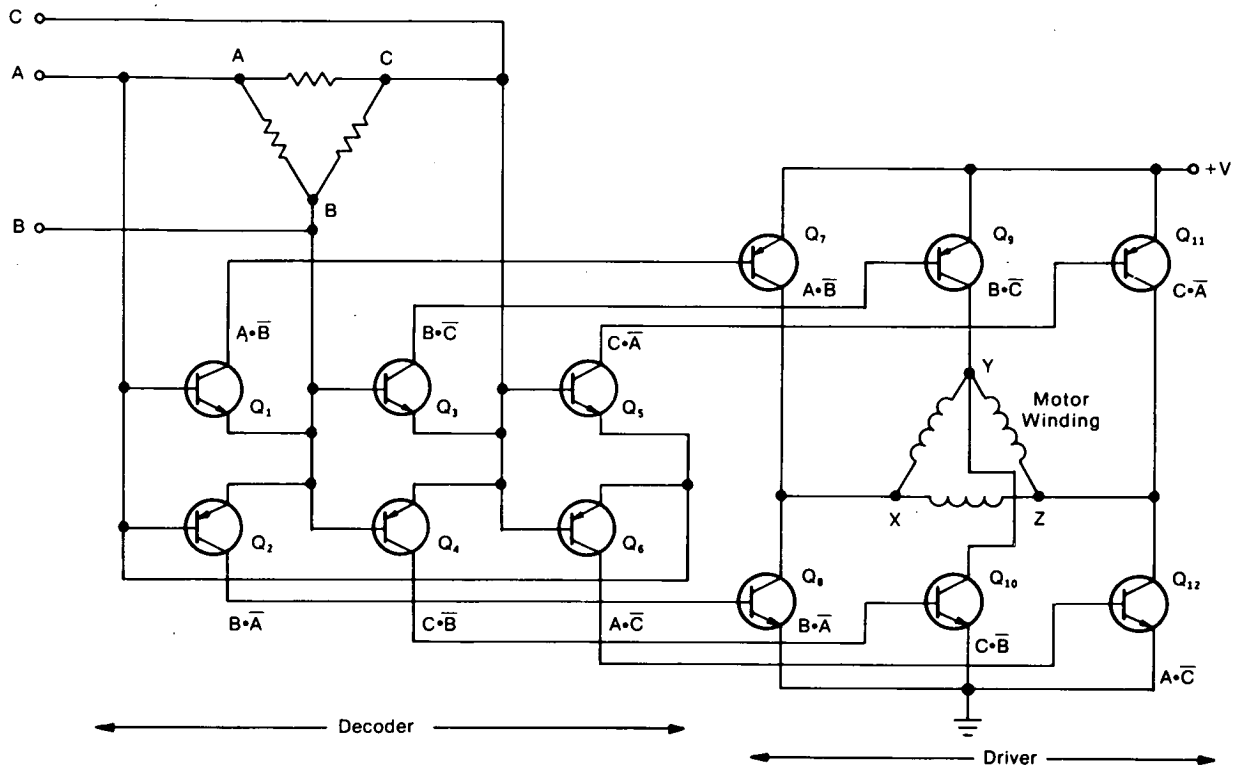 C
A
A
C
B
B
+V
Q₇
Q₉
Q₁₁
A•B̅
B•C̅
C•A̅
A•B̅
B•C̅
C•A̅
Q₁
Q₃
Q₅
Y
Motor
Winding
X
Z
Q₂
Q₄
Q₆
Q₈
Q₁₀
Q₁₂
B•A̅
C•B̅
A•C̅
B•A̅
C•B̅
A•C̅
Decoder
Driver